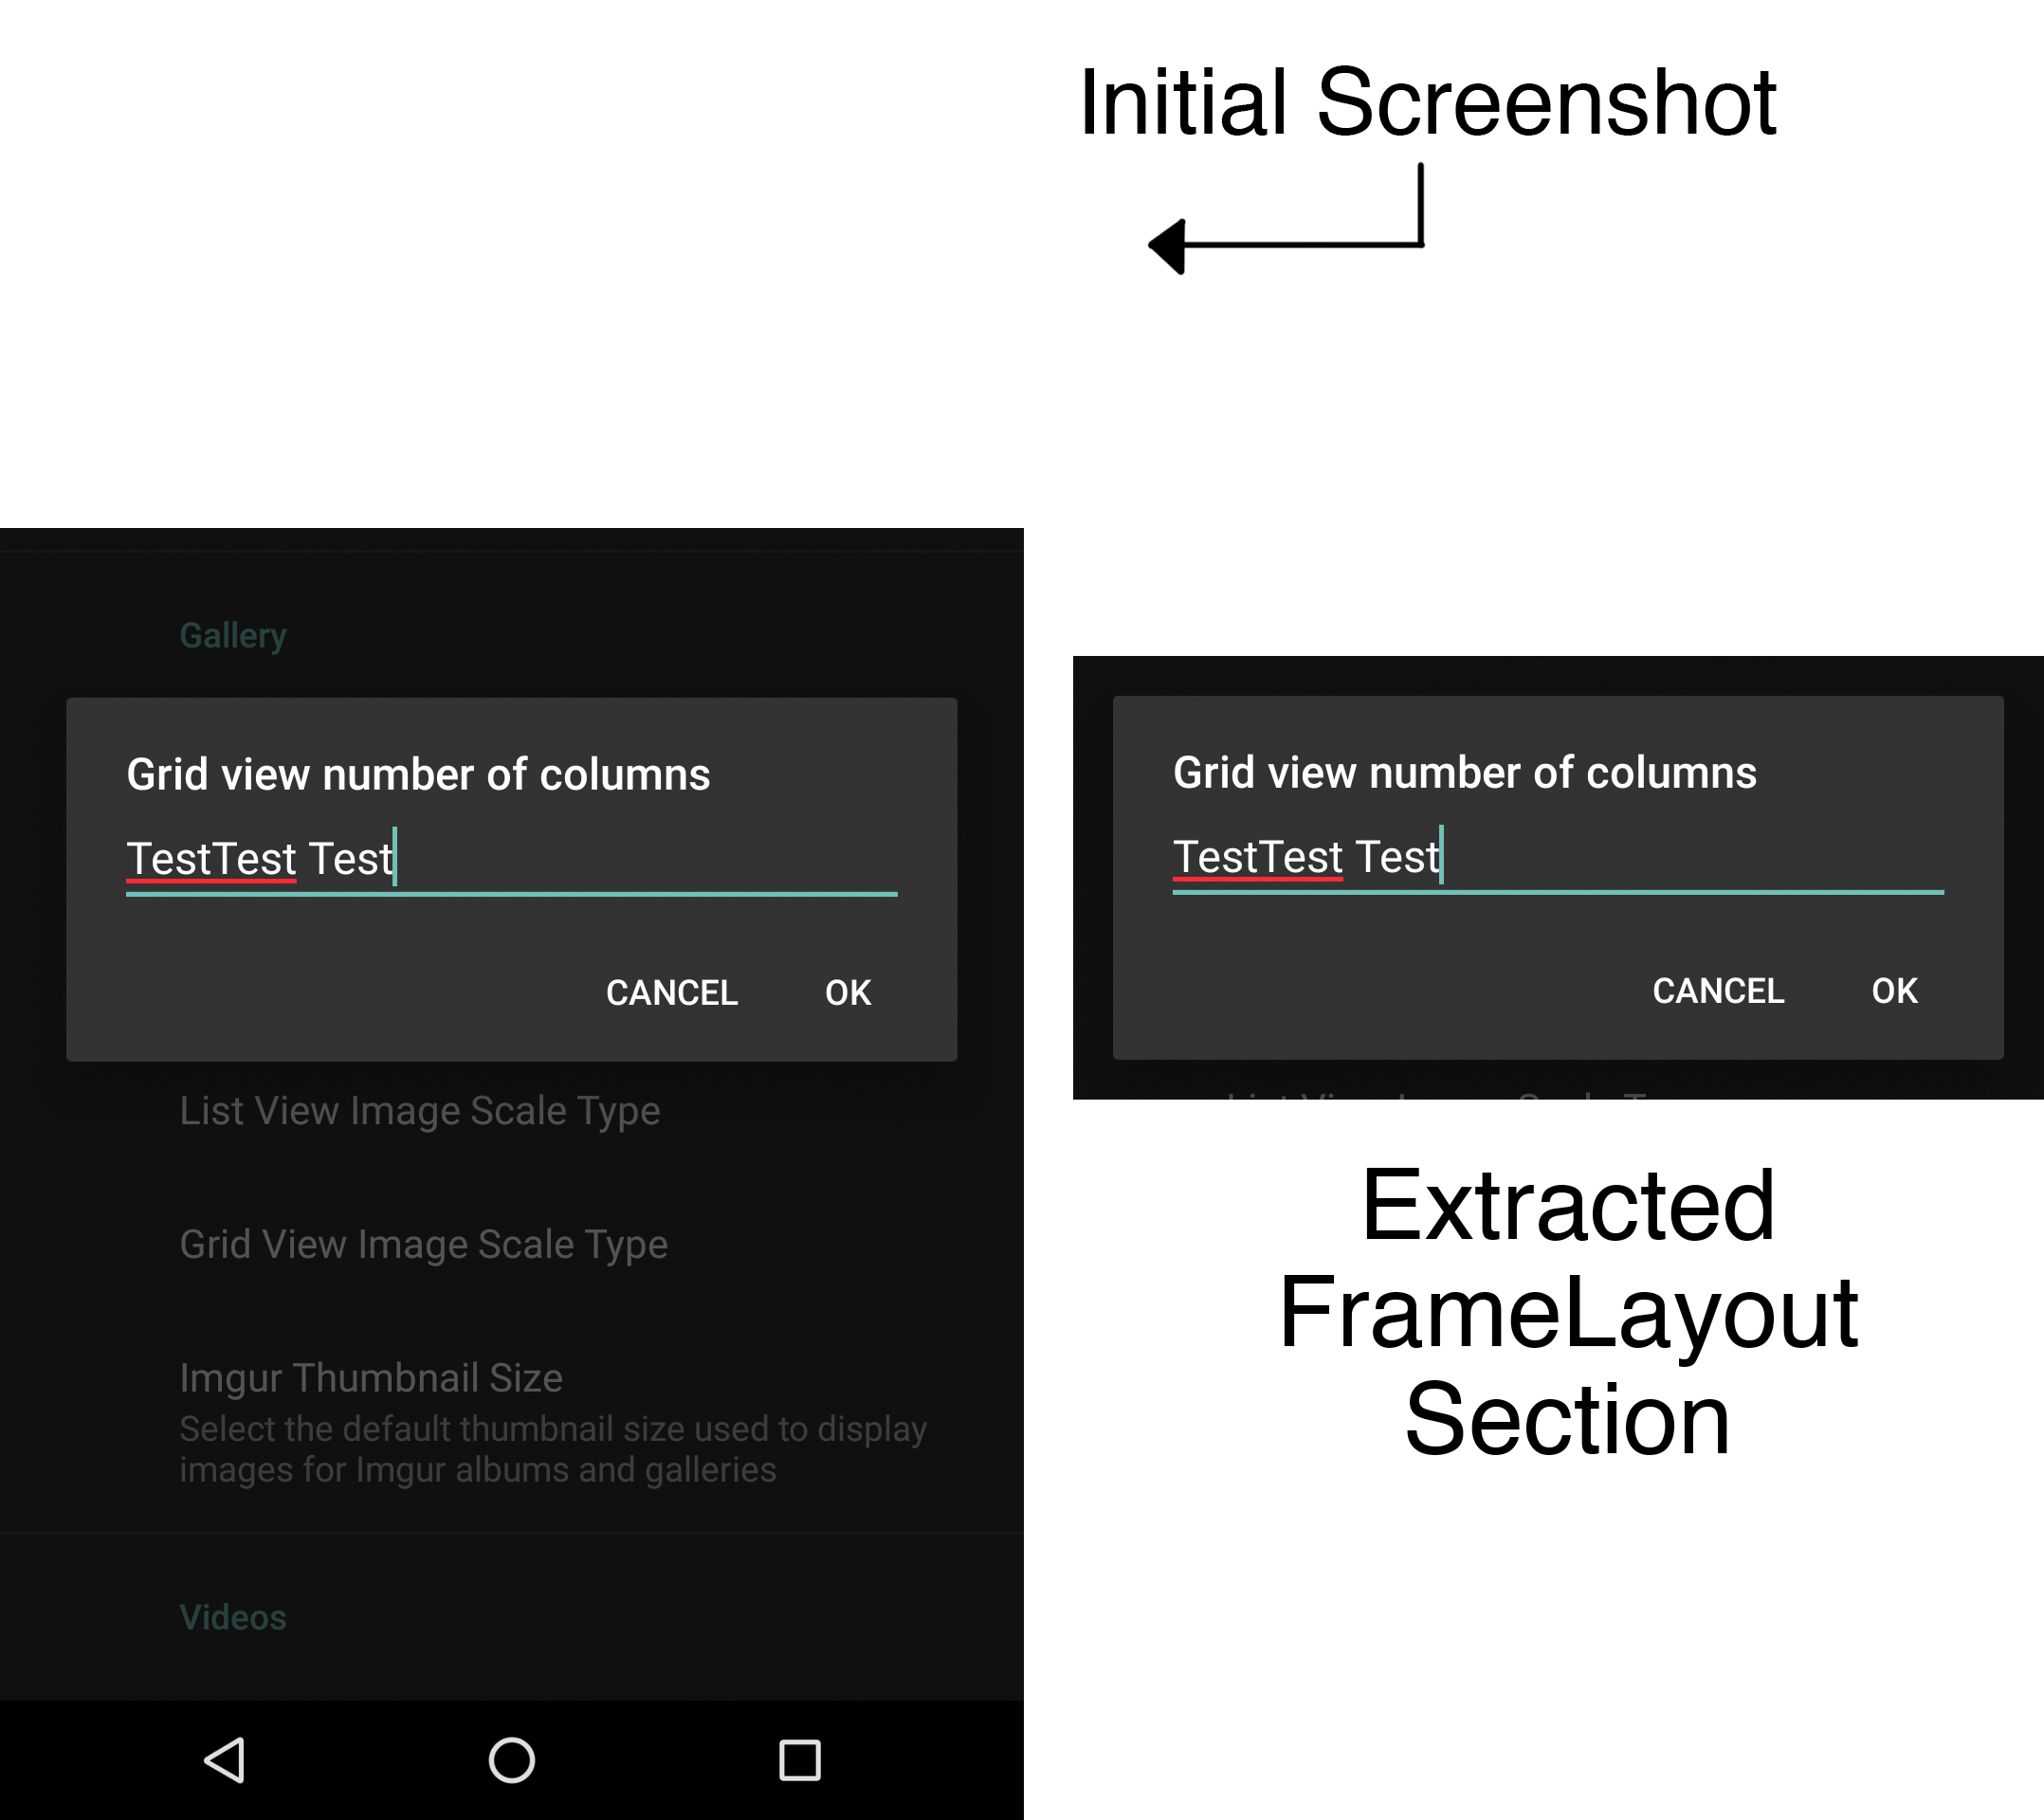 Initial Screenshot
Gallery
Grid view number of columns
TestTest Test
CANCEL OK
List View Image Scale Type
Grid View Image Scale Type
Imgur Thumbnail Size
Select the default thumbnail size used to display
images for Imgur albums and galleries
Videos
Grid view number of columns
TestTest Test
CANCEL OK
Extracted
FrameLayout
Section